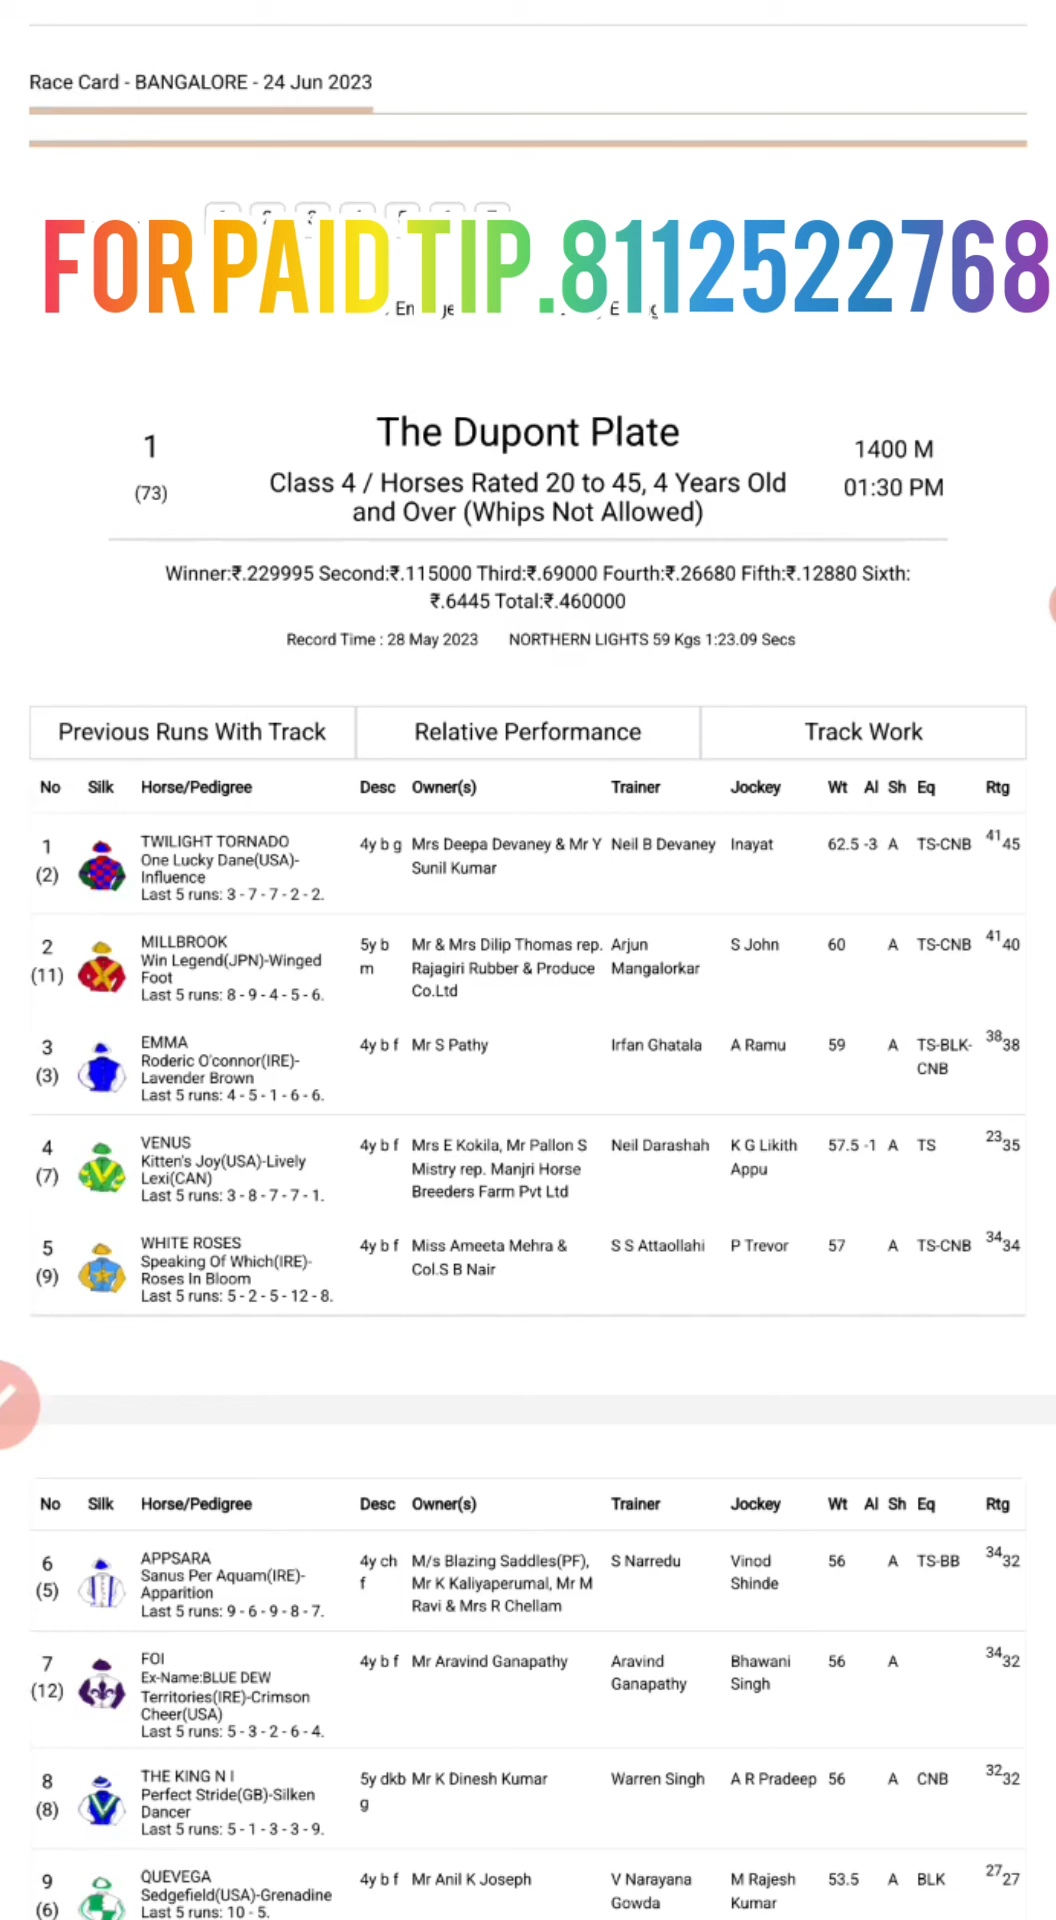 Race Card - BANGALORE - 24 Jun 2023
FOR PAID TIP.8112522768
The Dupont Plate
1
1400 M
(73)
Class 4 / Horses Rated 20 to 45, 4 Years Old
01:30 PM
and Over (Whips Not Allowed)
Winner:₹.229995 Second:₹.115000 Third:₹.69000 Fourth:₹.26680 Fifth:₹.12880 Sixth:
₹.6445 Total:₹.460000
Record Time : 28 May 2023 NORTHERN LIGHTS 59 Kgs 1:23.09 Secs
Previous Runs With Track Relative Performance Track Work
No Silk Horse/Pedigree Desc Owner(s) Trainer Jockey Wt Al Sh Eq Rtg
1 TWILIGHT TORNADO 4y b g Mrs Deepa Devaney & Mr Y Neil B Devaney Inayat 62.5 -3 A TS-CNB 41 45
One Lucky Dane(USA)- Sunil Kumar
(2) Influence
Last 5 runs: 3 - 7 - 7 - 2 - 2.
2 MILLBROOK 5y b Mr & Mrs Dilip Thomas rep. Arjun S John 60 A TS-CNB 41 40
Win Legend(JPN)-Winged m Rajagiri Rubber & Produce Mangalorkar
(11) Foot Co.Ltd
Last 5 runs: 8 - 9 - 4 - 5 - 6.
3 EMMA 4y b f Mr S Pathy Irfan Ghatala A Ramu 59 A TS-BLK- 38 38
Roderic O'connor(IRE)- CNB
(3) Lavender Brown
Last 5 runs: 4 - 5 - 1 - 6 - 6.
4 VENUS 4y b f Mrs E Kokila, Mr Pallon S Neil Darashah K G Likith 57.5 -1 A TS 23 35
Kitten's Joy(USA)-Lively Mistry rep. Manjri Horse Appu
(7) Lexi(CAN) Breeders Farm Pvt Ltd
Last 5 runs: 3 - 8 - 7 - 7 - 1.
5 WHITE ROSES 4y b f Miss Ameeta Mehra & S S Attaollahi P Trevor 57 A TS-CNB 34 34
Speaking Of Which(IRE)- Col.S B Nair
(9) Roses In Bloom
Last 5 runs: 5 - 2 - 5 - 12 - 8.
No Silk Horse/Pedigree Desc Owner(s) Trainer Jockey Wt Al Sh Eq Rtg
6 APPSARA 4y ch M/s Blazing Saddles(PF), S Narredu Vinod 56 A TS-BB 34 32
Sanus Per Aquam(IRE)- f Mr K Kaliyaperumal, Mr M Shinde
(5) Apparition Ravi & Mrs R Chellam
Last 5 runs: 9 - 6 - 9 - 8 - 7.
7 FOI 4y b f Mr Aravind Ganapathy Aravind Bhawani 56 A 34 32
Ex-Name:BLUE DEW Ganapathy Singh
(12) Territories(IRE)-Crimson
Cheer(USA)
Last 5 runs: 5 - 3 - 2 - 6 - 4.
8 THE KING N I 5y dkb Mr K Dinesh Kumar Warren Singh A R Pradeep 56 A CNB 32 32
Perfect Stride(GB)-Silken g
(8) Dancer
Last 5 runs: 5 - 1 - 3 - 3 - 9.
9 QUEVEGA 4y b f Mr Anil K Joseph V Narayana M Rajesh 53.5 A BLK 27 27
Sedgefield(USA)-Grenadine Gowda Kumar
(6) Last 5 runs: 10 - 5.